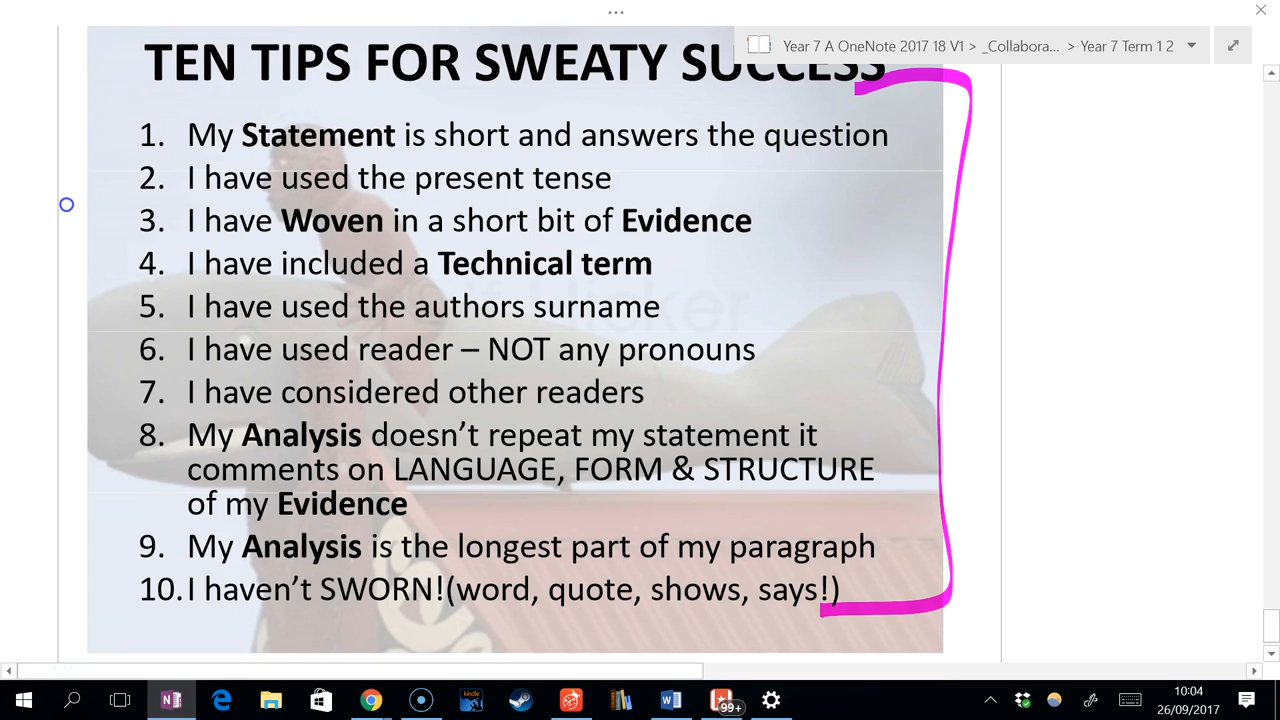 ...
Year 7 A OneNote 2017 18 V1 > _Collabora... > Year 7 Term 1 2
TEN TIPS FOR SWEATY SUCCESS
1. My Statement is short and answers the question
2. I have used the present tense
3. I have Woven in a short bit of Evidence
4. I have included a Technical term
5. I have used the authors surname
6. I have used reader – NOT any pronouns
7. I have considered other readers
8. My Analysis doesn’t repeat my statement it
comments on LANGUAGE, FORM & STRUCTURE
of my Evidence
9. My Analysis is the longest part of my paragraph
10. I haven’t SWORN!(word, quote, shows, says!)
kindle
99+
10:04
26/09/2017